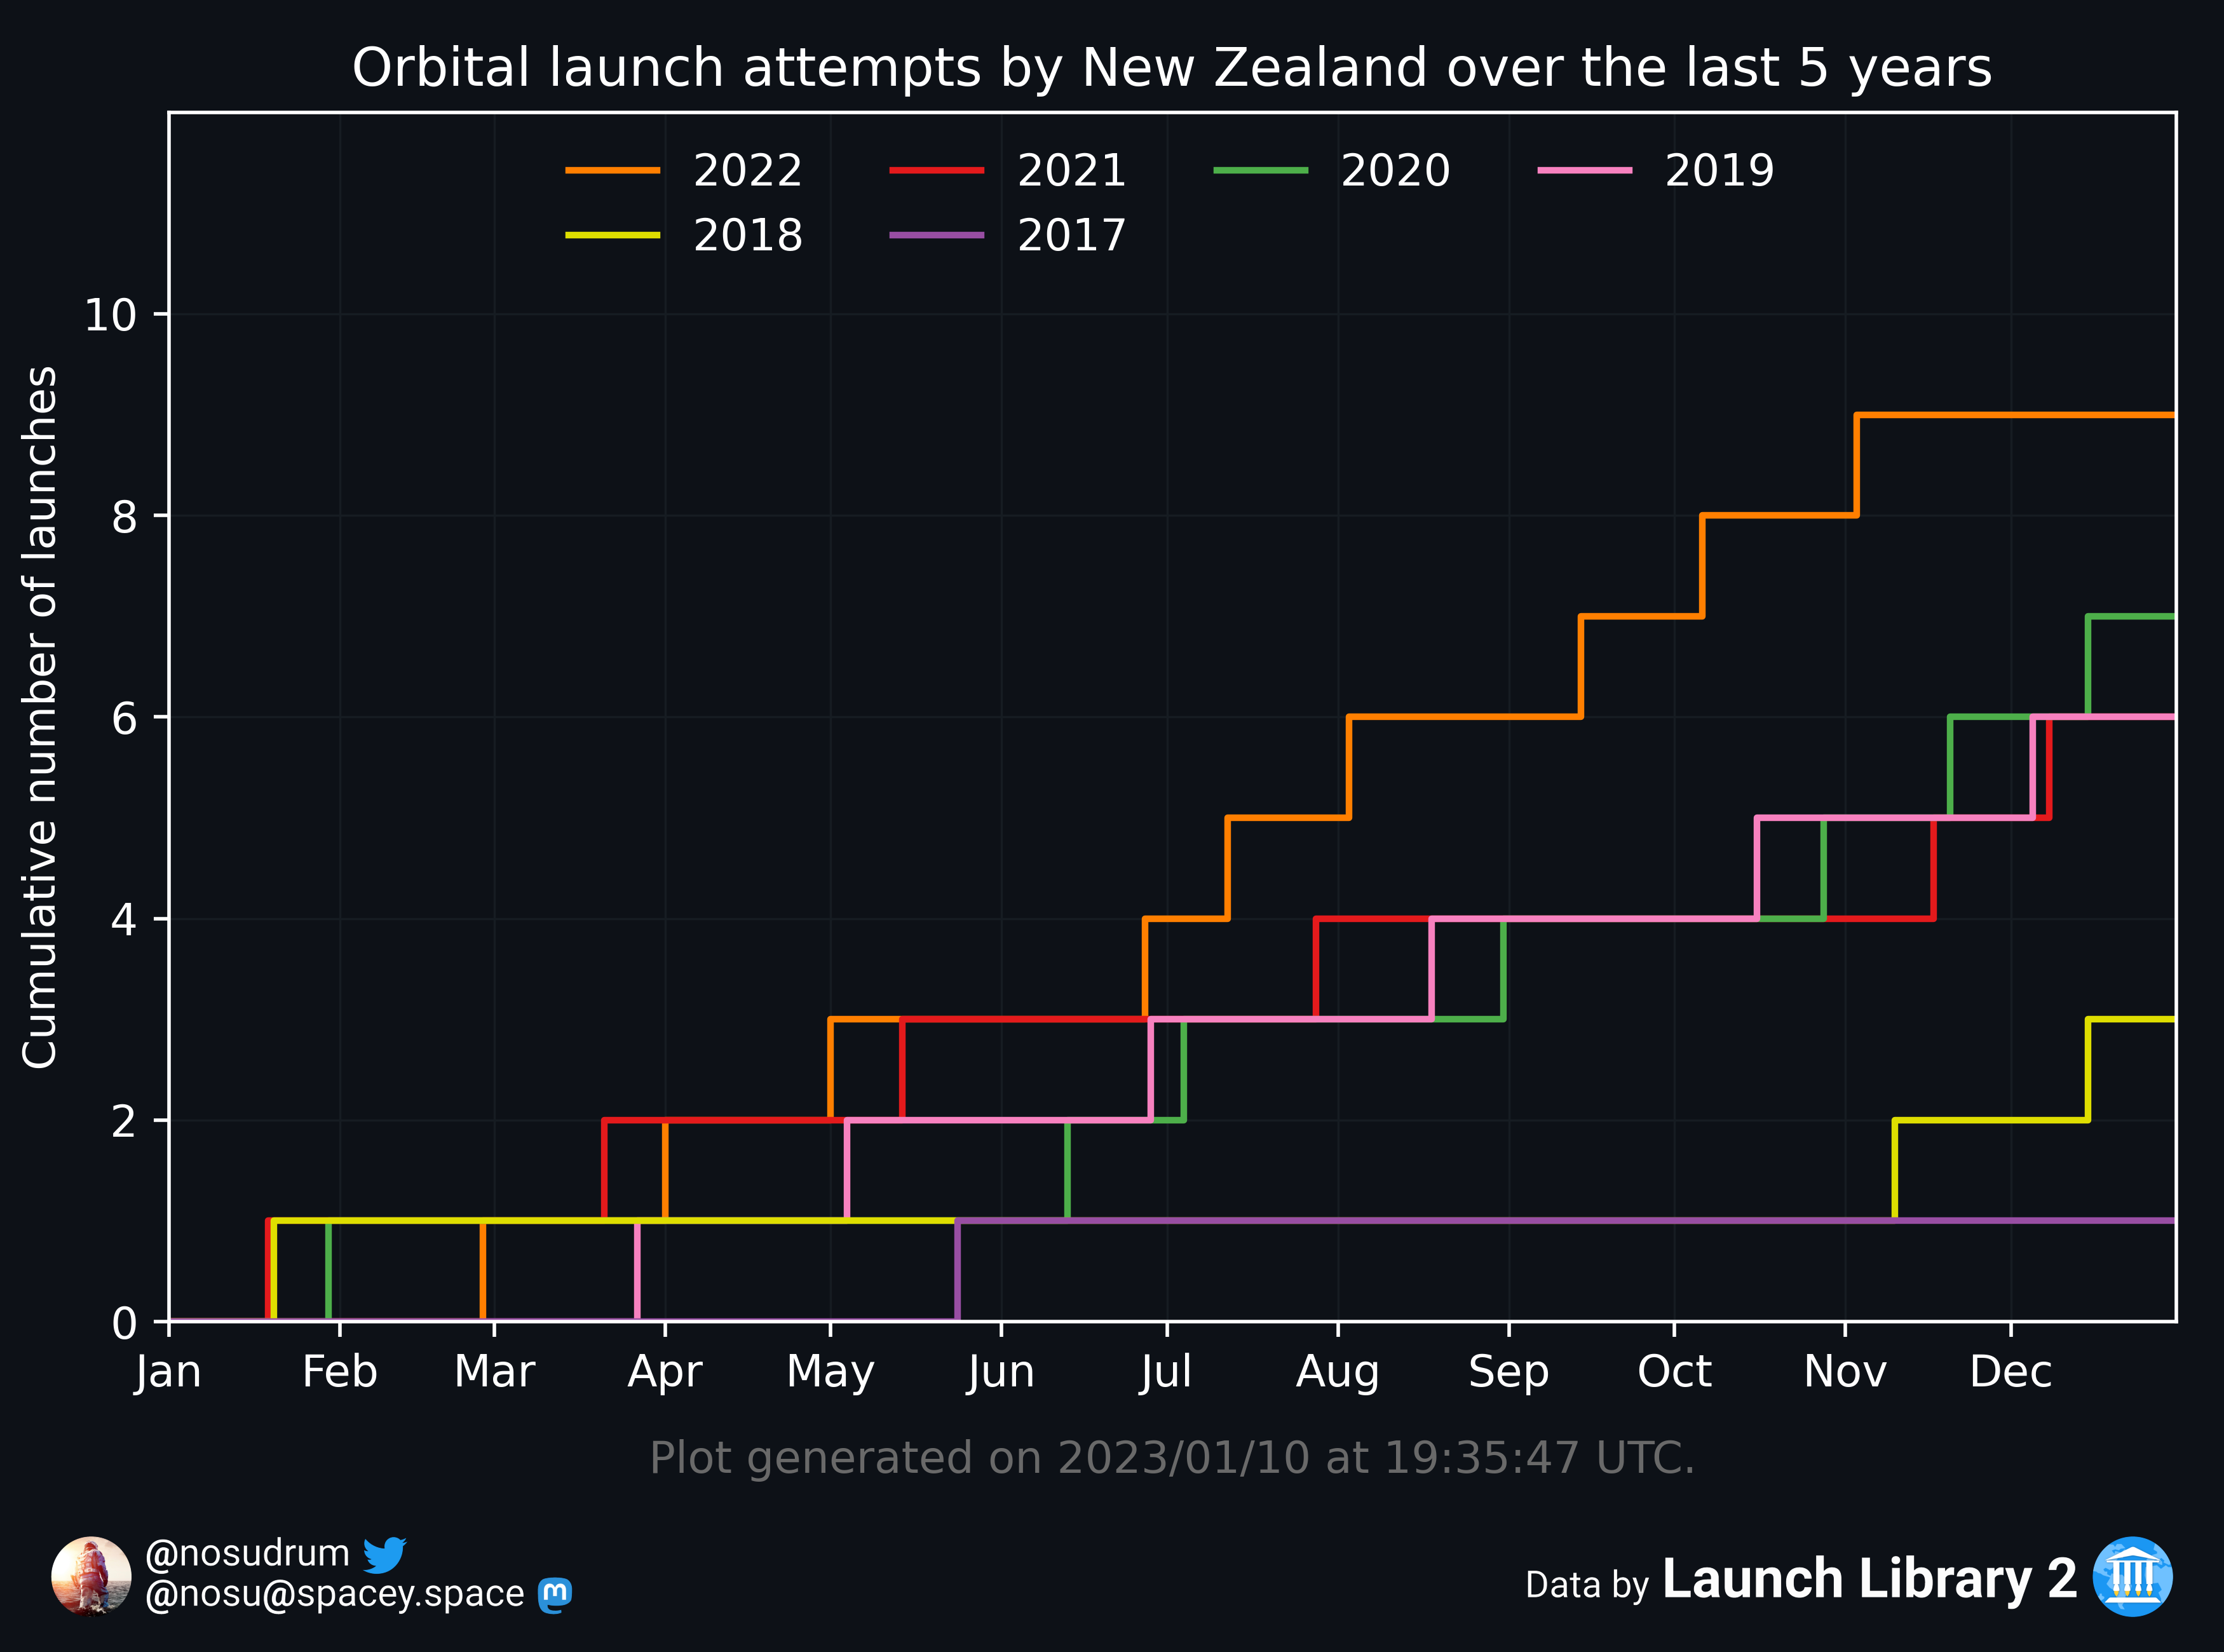 Orbital launch attempts by New Zealand over the last 5 years
2022 2021 2020 2019
2018 2017
Cumulative number of launches
10
8
6
4
2
0
Jan Feb Mar Apr May Jun Jul Aug Sep Oct Nov Dec
Plot generated on 2023/01/10 at 19:35:47 UTC.
@nosudrum
@nosu@spacey.space
Data by Launch Library 2